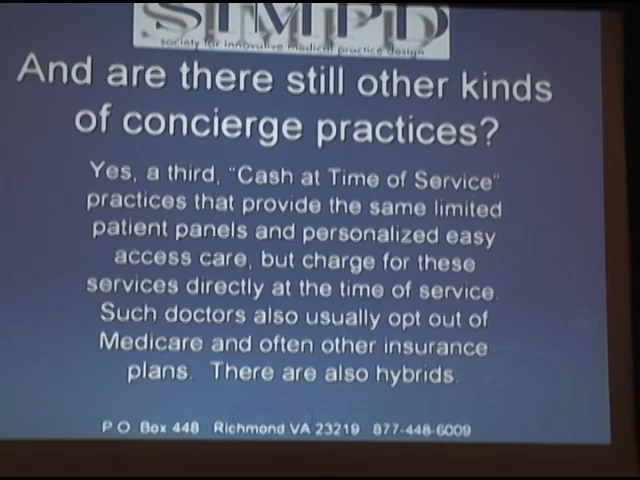 SIMPD
society for innovative medical practice design
And are there still other kinds
of concierge practices?
Yes, a third, "Cash at Time of Service"
practices that provide the same limited
patient panels and personalized easy
access care, but charge for these
services directly at the time of service.
Such doctors also usually opt out of
Medicare and often other insurance
plans. There are also hybrids.
P O Box 448 Richmond VA 23219 877-448-6009